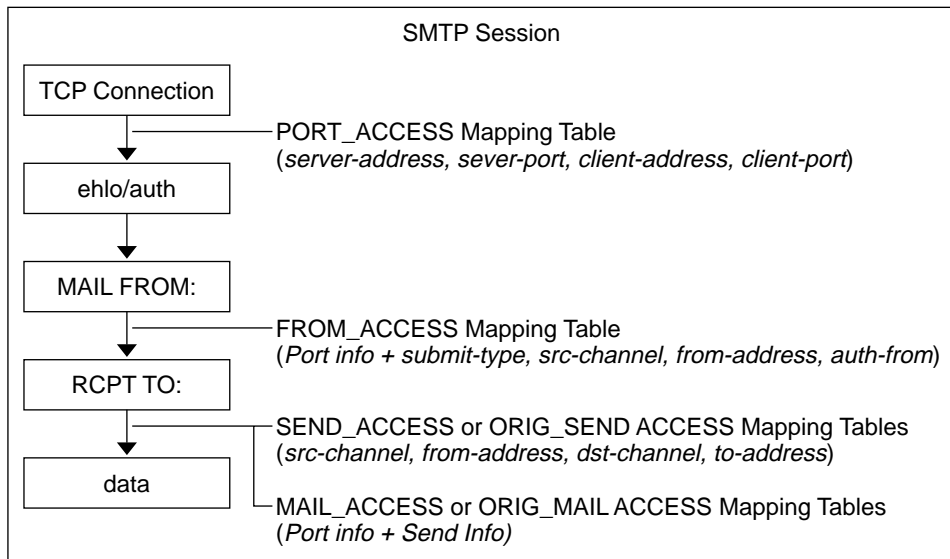 SMTP Session
TCP Connection
PORT_ACCESS Mapping Table
(server-address, sever-port, client-address, client-port)
ehlo/auth
MAIL FROM:
FROM_ACCESS Mapping Table
(Port info + submit-type, src-channel, from-address, auth-from)
RCPT TO:
SEND_ACCESS or ORIG_SEND ACCESS Mapping Tables
(src-channel, from-address, dst-channel, to-address)
data
MAIL_ACCESS or ORIG_MAIL ACCESS Mapping Tables
(Port info + Send Info)